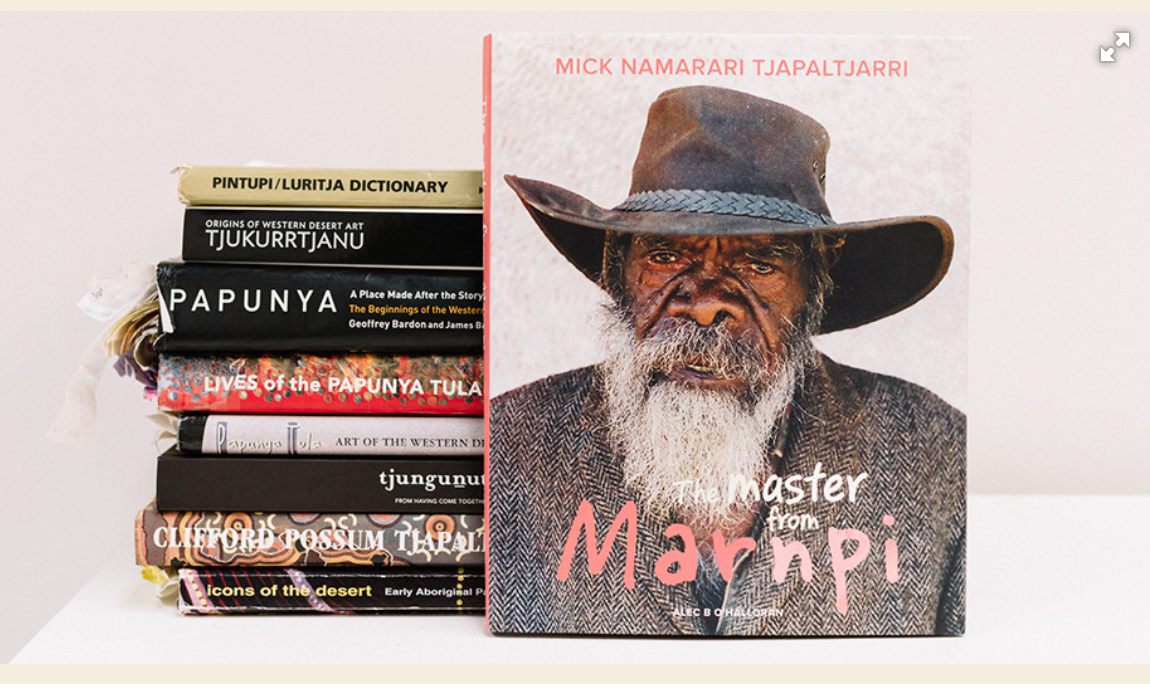 PINTUPI/LURITJA DICTIONARY
ORIGINS OF WESTERN DESERT ART
TJUKURRTJANU
PAPUNYA
A Place Made After the Story
The Beginnings of the Western
Geoffrey Bardon and James
LIVES of the PAPUNYA TULA
Papunya Tula ART OF THE WESTERN
tjungunu
FROM HAVING COME
CLIFFORD POSSUM
icons of the desert Early Aboriginal
MICK NAMARARI TJAPALTJARRI
The master
from
Marnpi
ALEC B O'HALLORAN